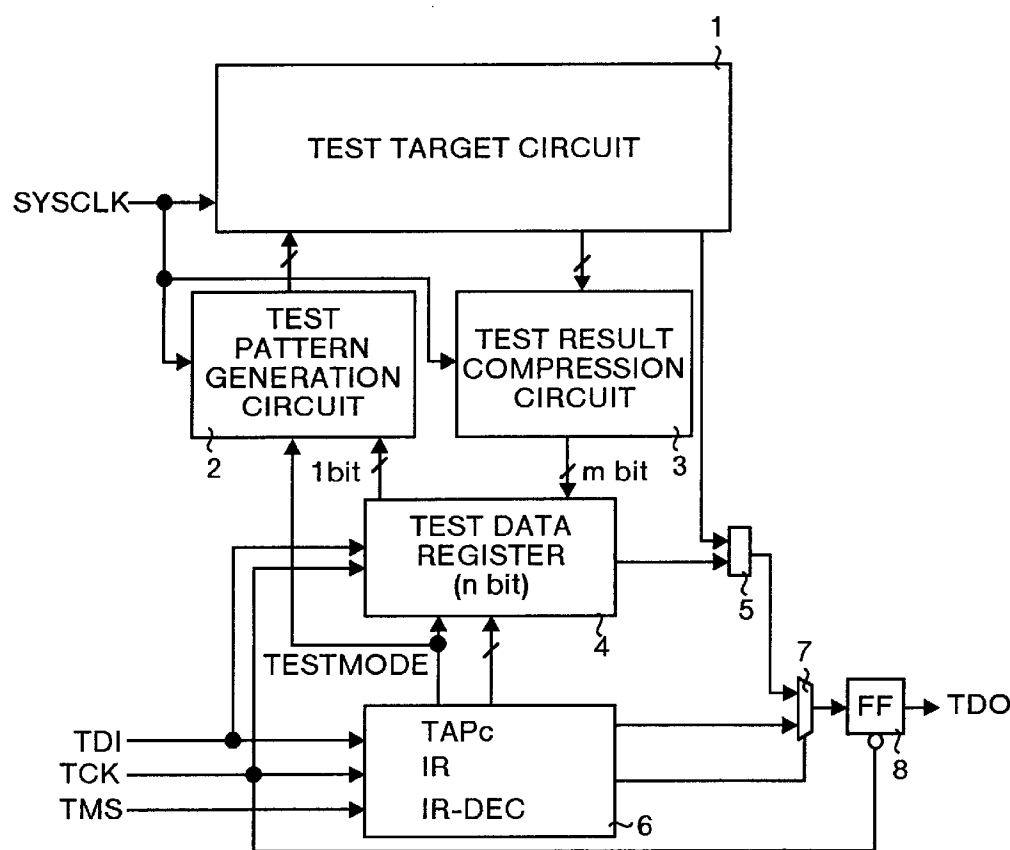 1
TEST TARGET CIRCUIT
SYSCLK
TEST
PATTERN
GENERATION
CIRCUIT
2
TEST RESULT
COMPRESSION
CIRCUIT
3
1bit
m bit
TEST DATA
REGISTER
(n bit)
4
5
TESTMODE
7
TDI
TCK
TMS
TAPc
IR
IR-DEC
6
FF
8
TDO